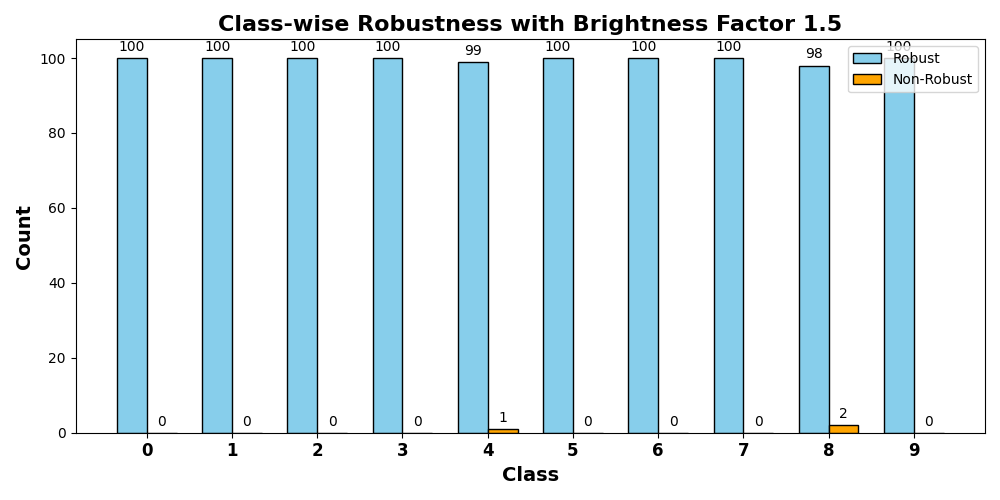 Class-wise Robustness with Brightness Factor 1.5
100 100 100 100 99 100 100 100 98 100
Robust
Non-Robust
100
80
60
40
20
0
0 0 0 0 1 0 0 0 2 0
0 1 2 3 4 5 6 7 8 9
Count
Class